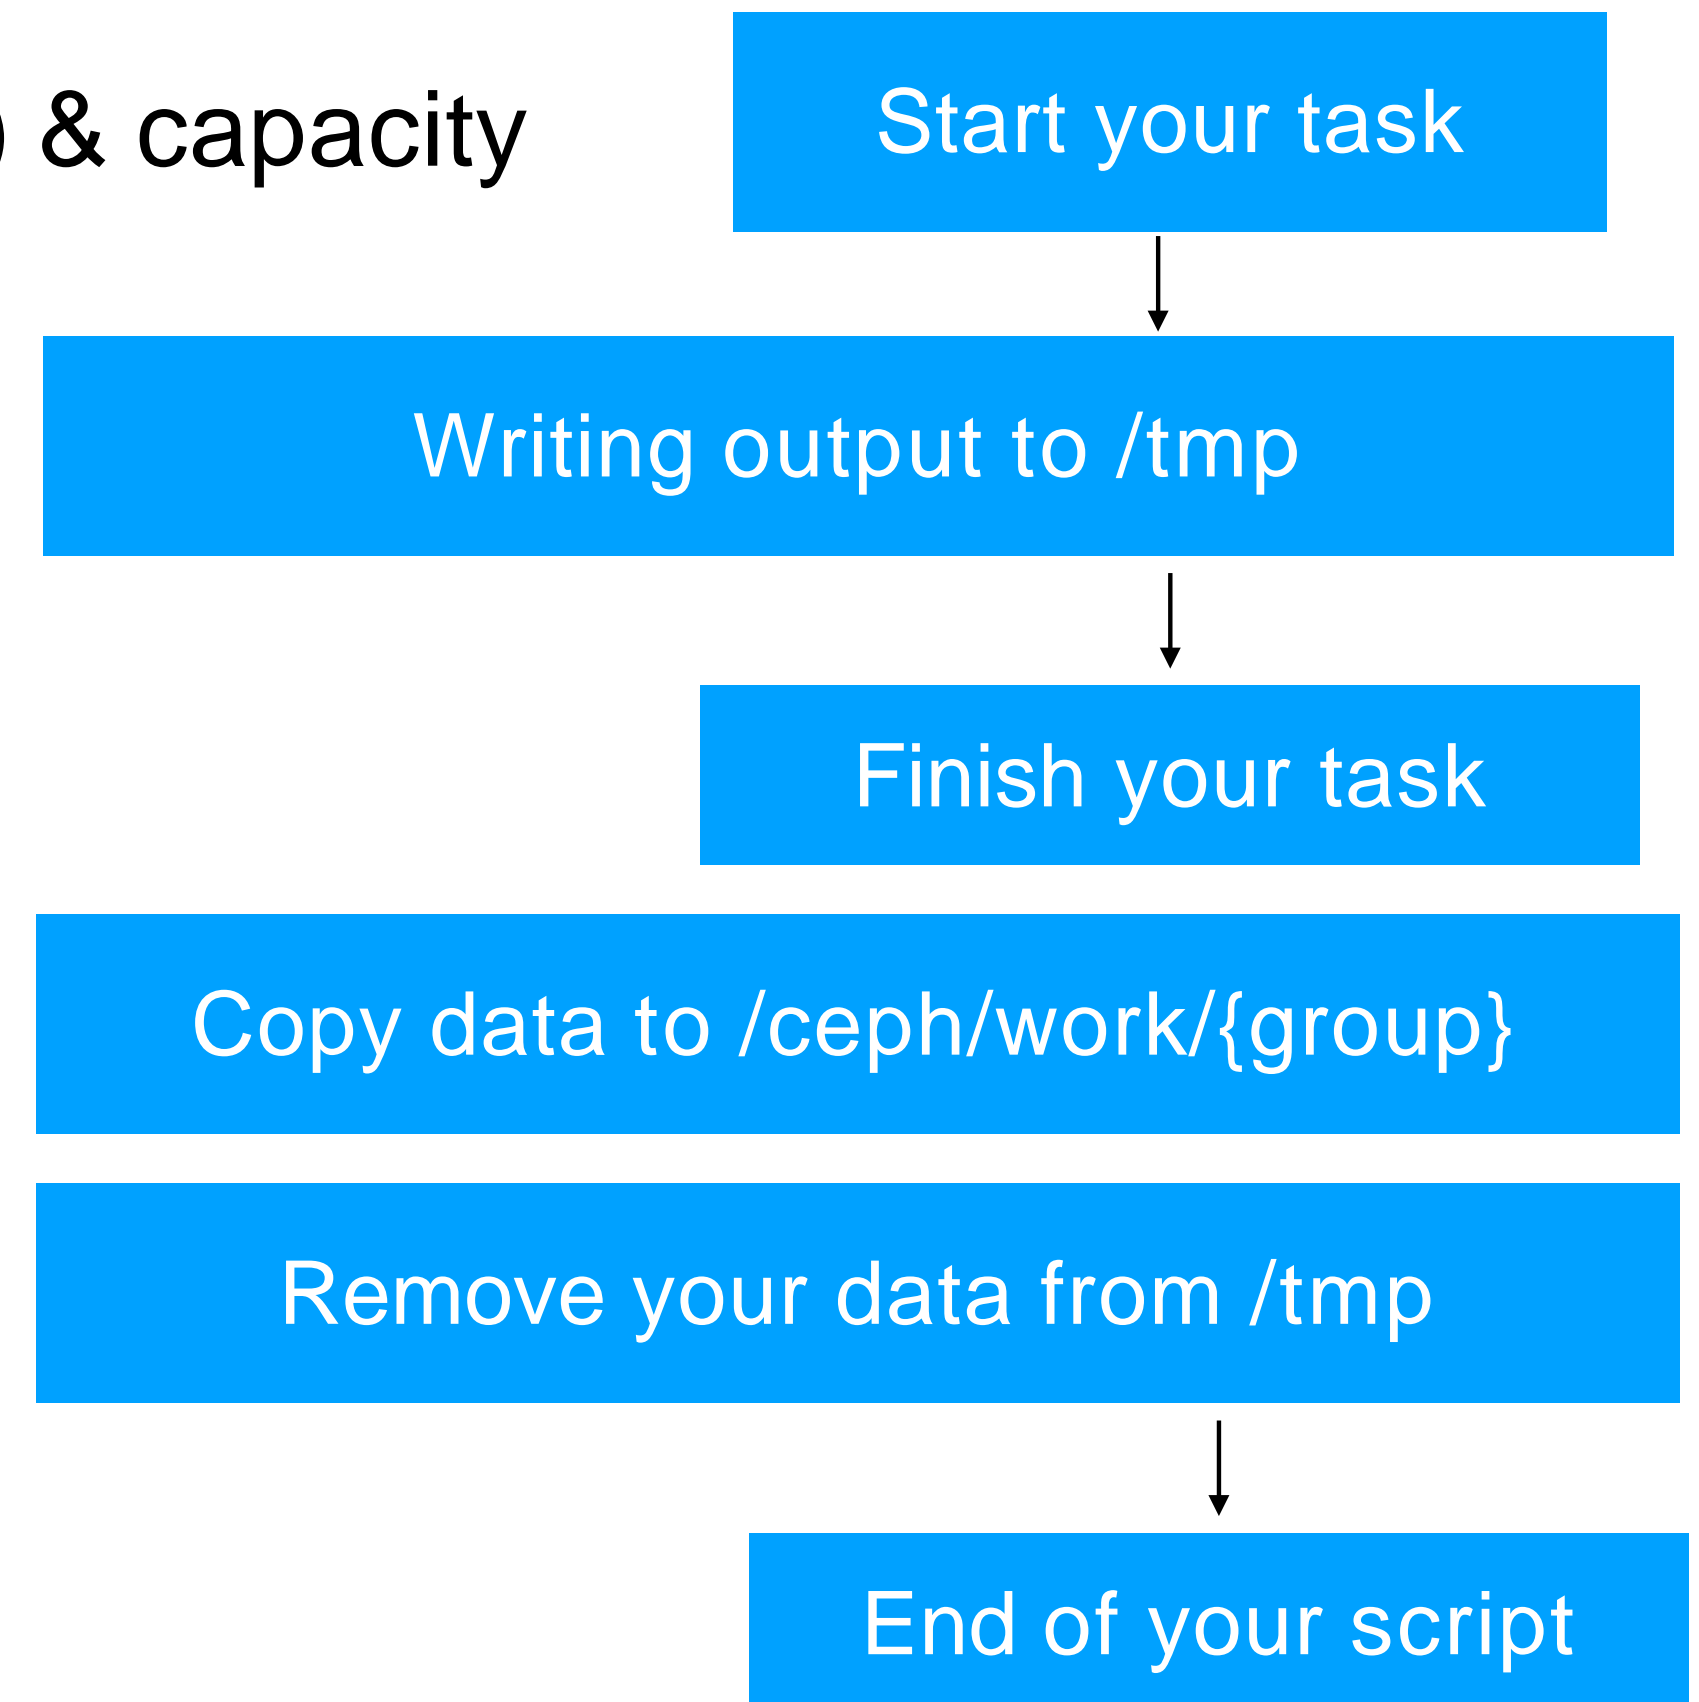 & capacity
Start your task
Writing output to /tmp
Finish your task
Copy data to /ceph/work/{group}
Remove your data from /tmp
End of your script